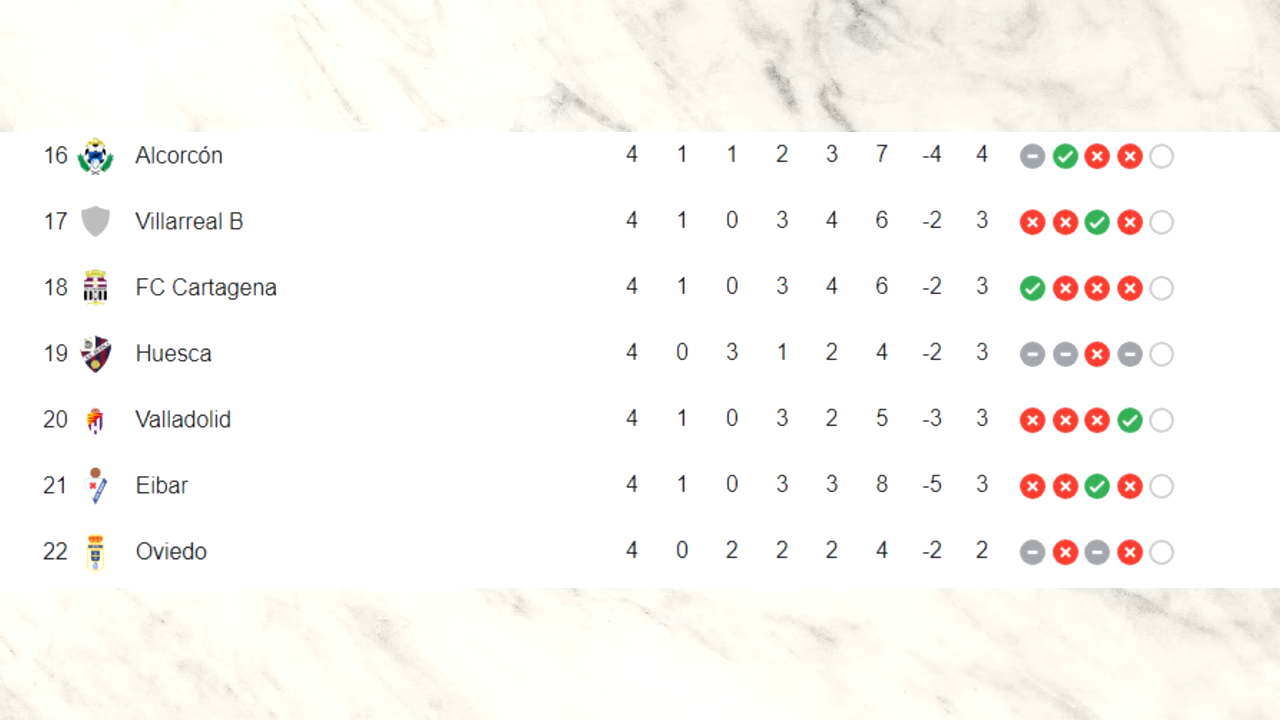 16 Alcorcón 4 1 1 2 3 7 -4 4
17 Villarreal B 4 1 0 3 4 6 -2 3
18 FC Cartagena 4 1 0 3 4 6 -2 3
19 Huesca 4 0 3 1 2 4 -2 3
20 Valladolid 4 1 0 3 2 5 -3 3
21 Eibar 4 1 0 3 3 8 -5 3
22 Oviedo 4 0 2 2 2 4 -2 2